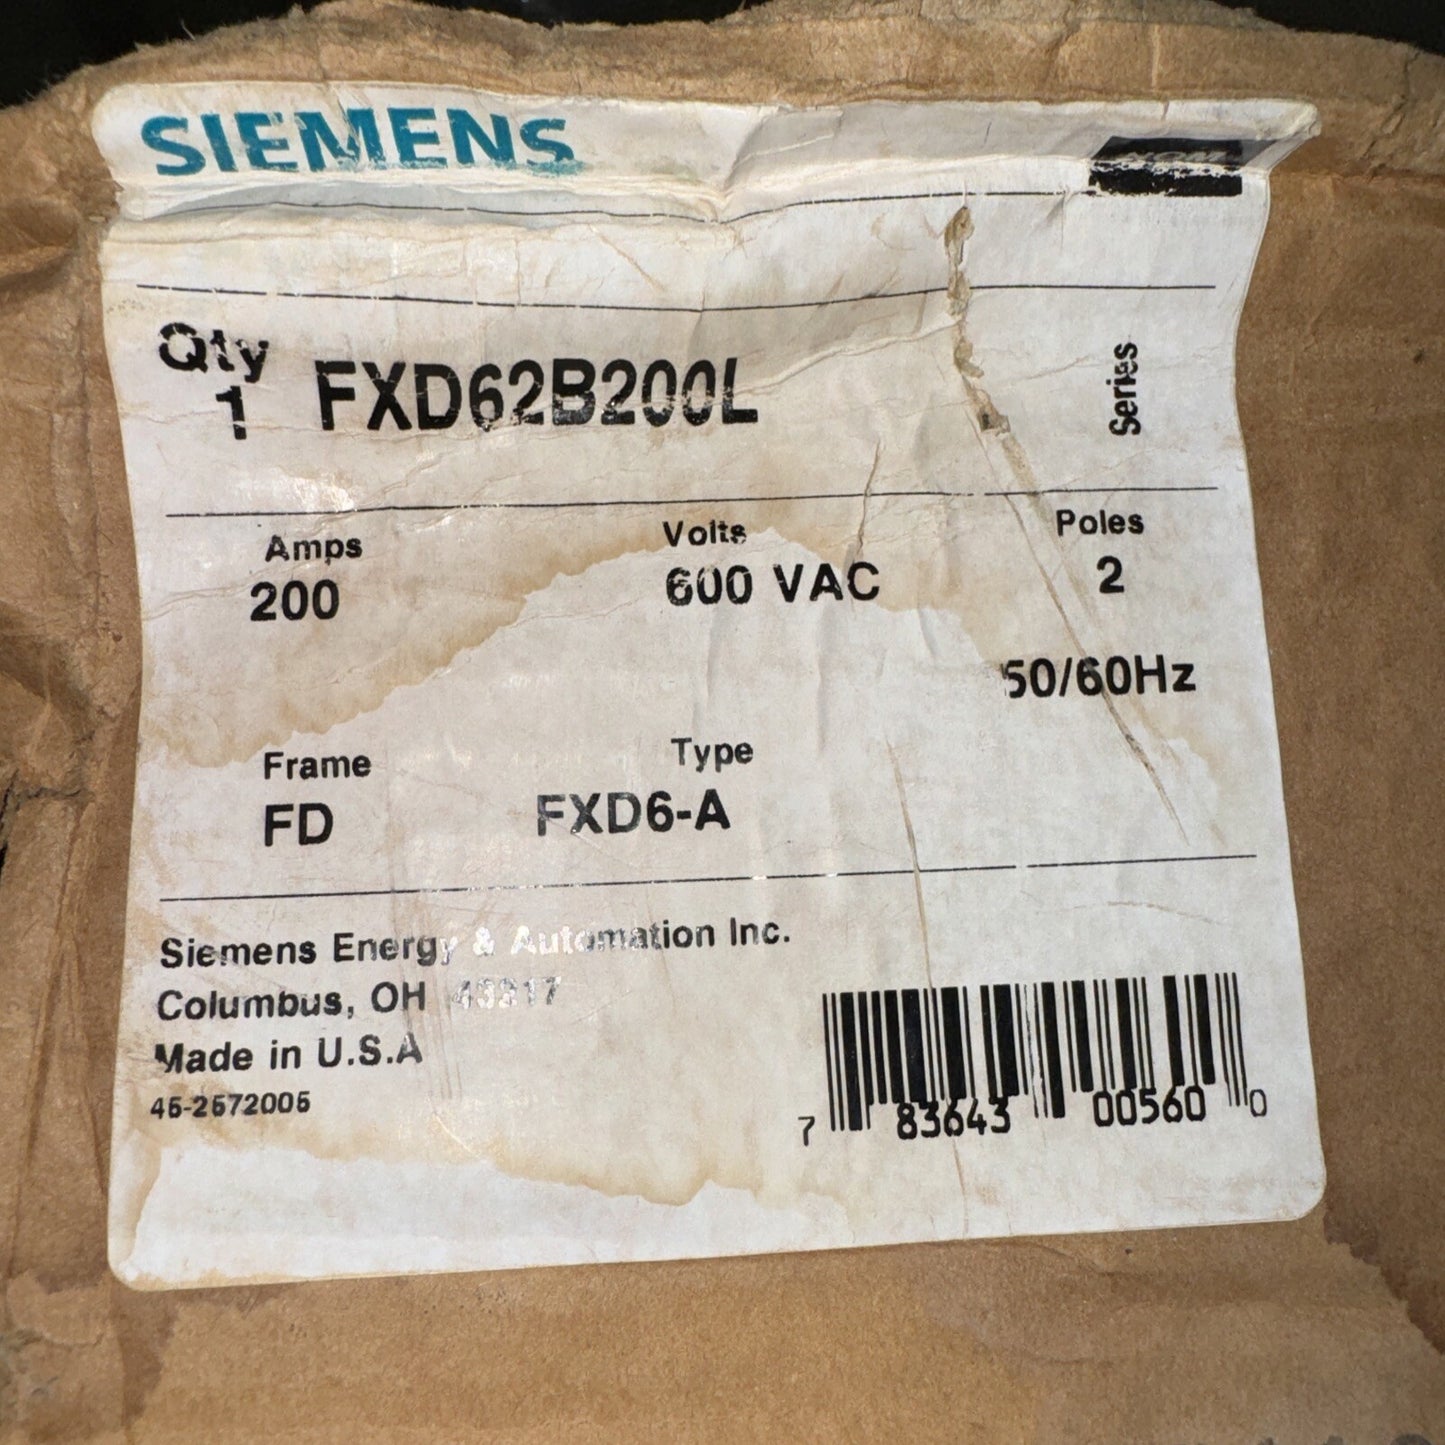 SIEMENS
Qty
1 FXD62B200L
Series
Amps Volts Poles
200 600 VAC 2
50/60Hz
Frame Type
FD FXD6-A
Siemens Energy & Automation Inc.
Columbus, OH 43217
Made in U.S.A
45-2572005
7 83643 00560 0